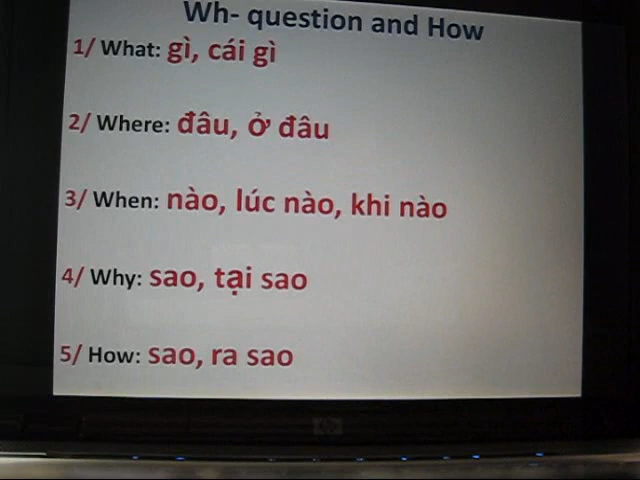 Wh- question and How
1/ What: gì, cái gì
2/ Where: đâu, ở đâu
3/ When: nào, lúc nào, khi nào
4/ Why: sao, tại sao
5/ How: sao, ra sao
hp